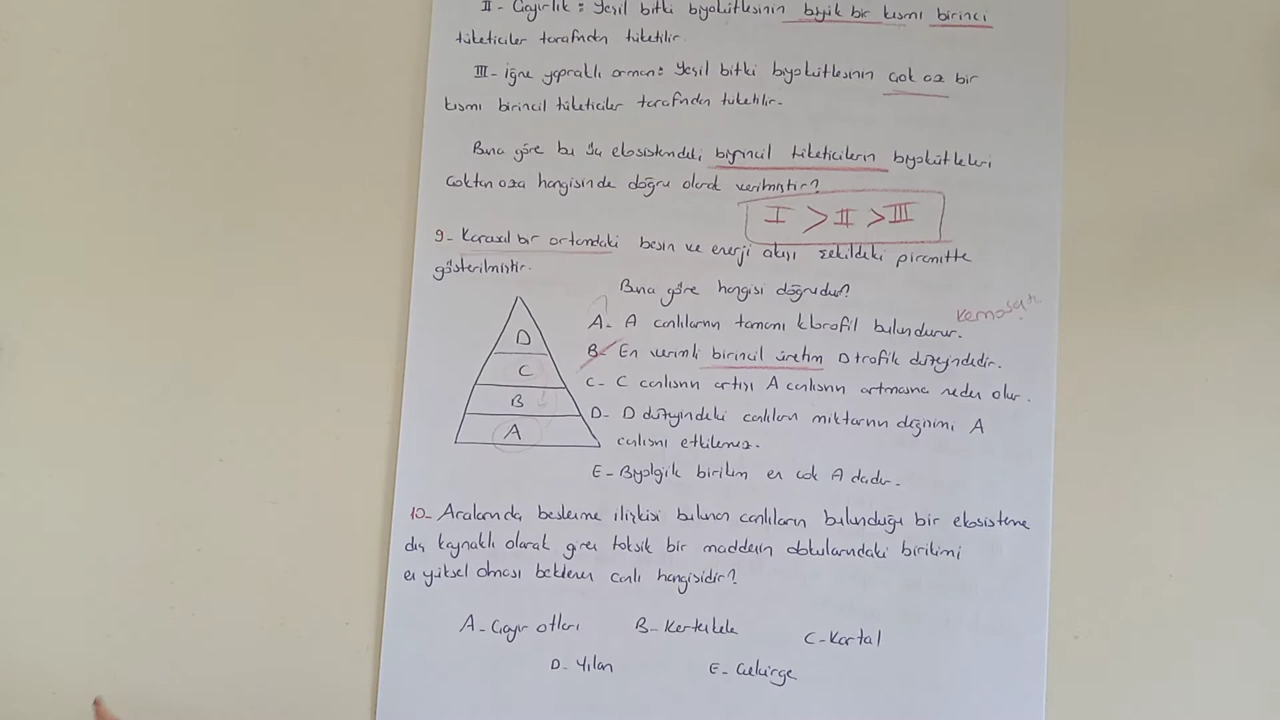 II- Çayırlık : Yeşil bitki biyokütlesinin büyük bir kısmı birinci
tüketiciler tarafından tüketilir.
III- iğne yapraklı orman: Yeşil bitki biyokütlesinin çok az bir
kısmı birincil tüketiciler tarafından tüketilir.
Buna göre bu üç ekosistemdeki birincil tüketicilerin biyokütleleri
çoktan aza hangisinde doğru olarak verilmiştir?
I > II > III
9- Karasal bir ortamdaki besin ve enerji akışı şekildeki piramitte
gösterilmiştir.
Buna göre hangisi doğrudur?
A- A canlılarının tamamı klorofil bulundurur.
B- En verimli birincil üretim D trofik düzeyindedir.
C- C canlısının artışı A canlısının artmasına neden olur.
D- D düzeyindeki canlıların miktarının değişimi A
canlısını etkilemez.
E- Biyolojik birikim en çok A dadır.
D
C
B
A
10- Aralarında beslenme ilişkisi bulunan canlıların bulunduğu bir ekosisteme
dış kaynaklı olarak giren toksik bir maddenin dokularındaki birikimi
en yüksek olması beklenen canlı hangisidir?
A- Çayır otları B- Kertenkele C- Kartal
D- Yılan E- Çekirge